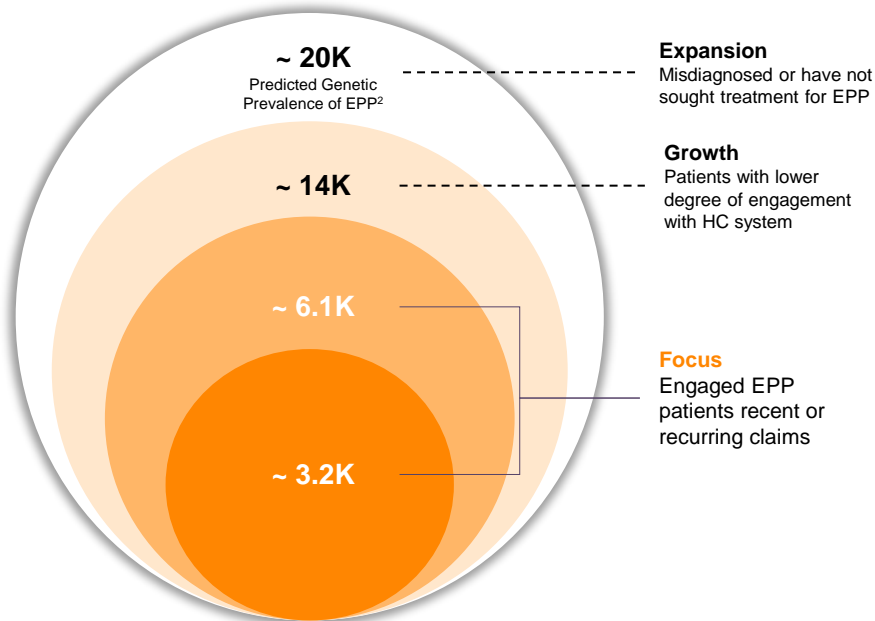 ~ 20K
Predicted Genetic
Prevalence of EPP²
Expansion
Misdiagnosed or have not
sought treatment for EPP
~ 14K
Growth
Patients with lower
degree of engagement
with HC system
~ 6.1K
~ 3.2K
Focus
Engaged EPP
patients recent or
recurring claims